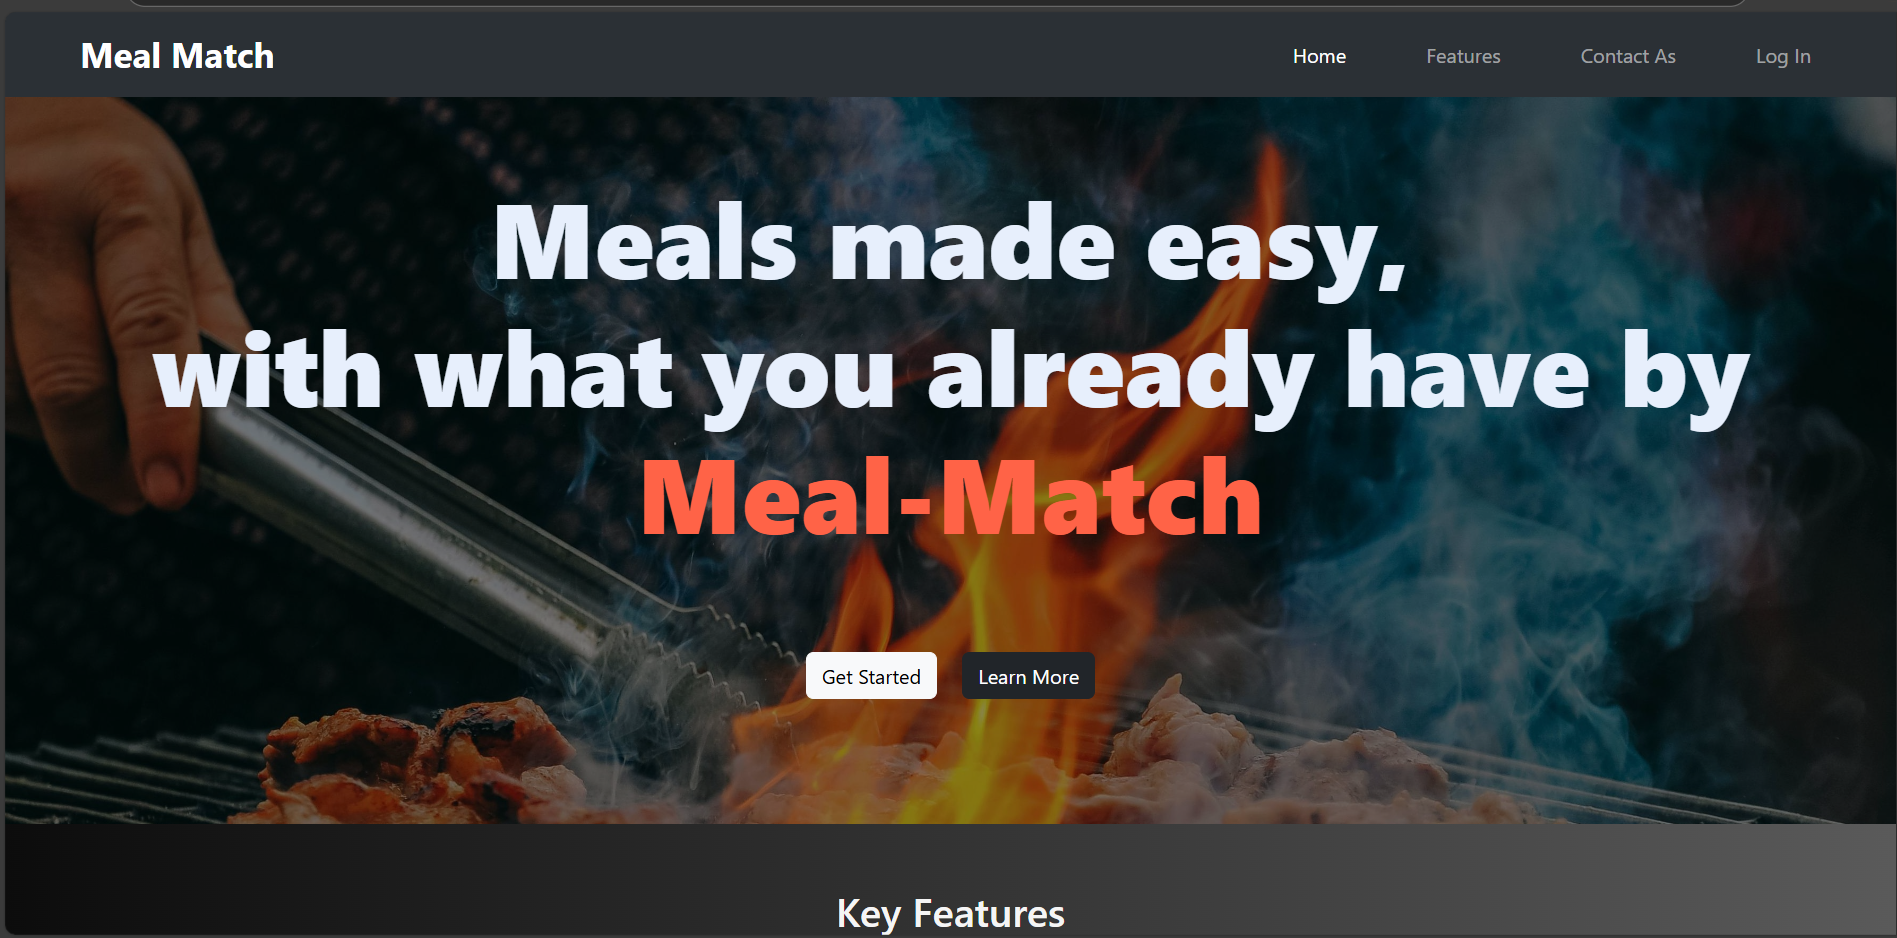 Meal Match
Home
Features
Contact As
Log In
Meals made easy,
with what you already have by
Meal-Match
Get Started
Learn More
Key Features